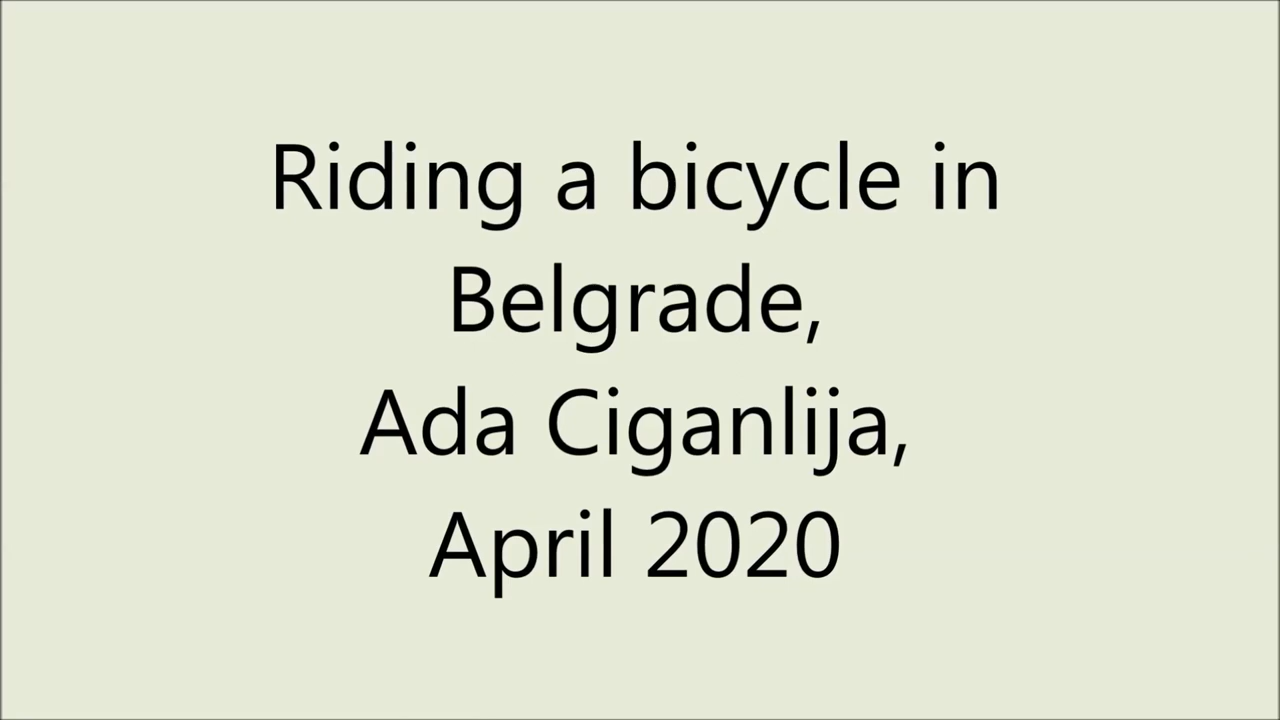 Riding a bicycle in
Belgrade,
Ada Ciganlija,
April 2020